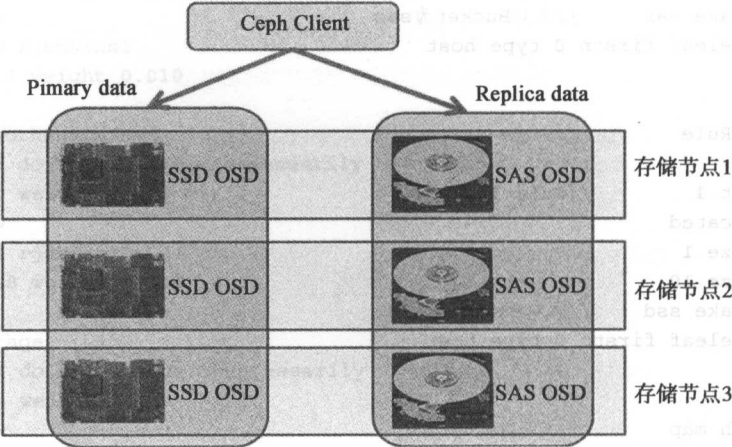 Ceph Client
Pimary data
Replica data
SSD OSD
SAS OSD
存储节点1
SSD OSD
SAS OSD
存储节点2
SSD OSD
SAS OSD
存储节点3